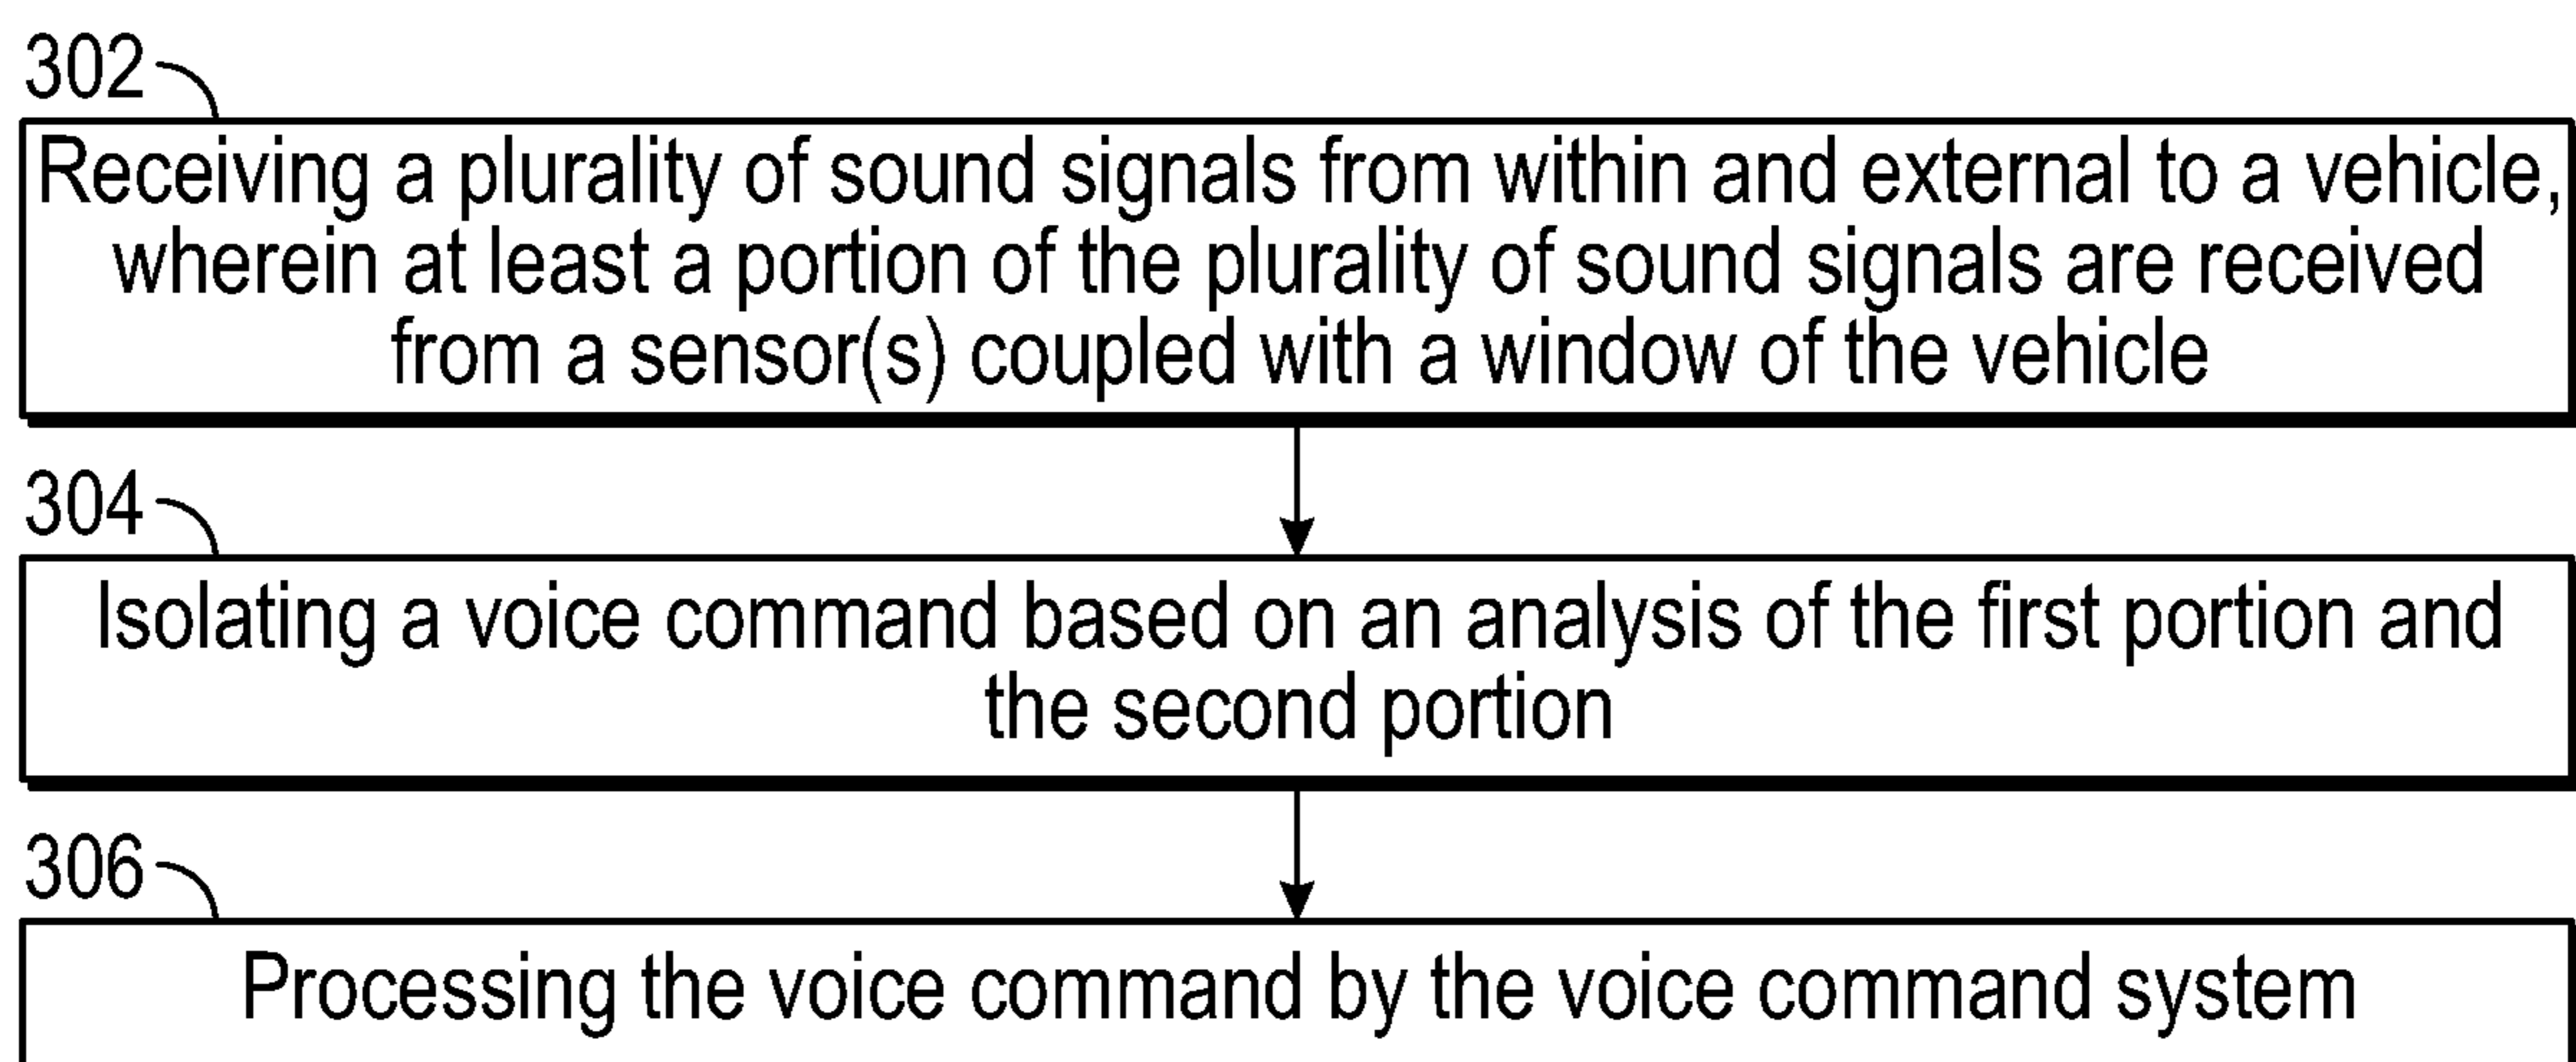 302
Receiving a plurality of sound signals from within and external to a vehicle,
wherein at least a portion of the plurality of sound signals are received
from a sensor(s) coupled with a window of the vehicle
304
Isolating a voice command based on an analysis of the first portion and
the second portion
306
Processing the voice command by the voice command system